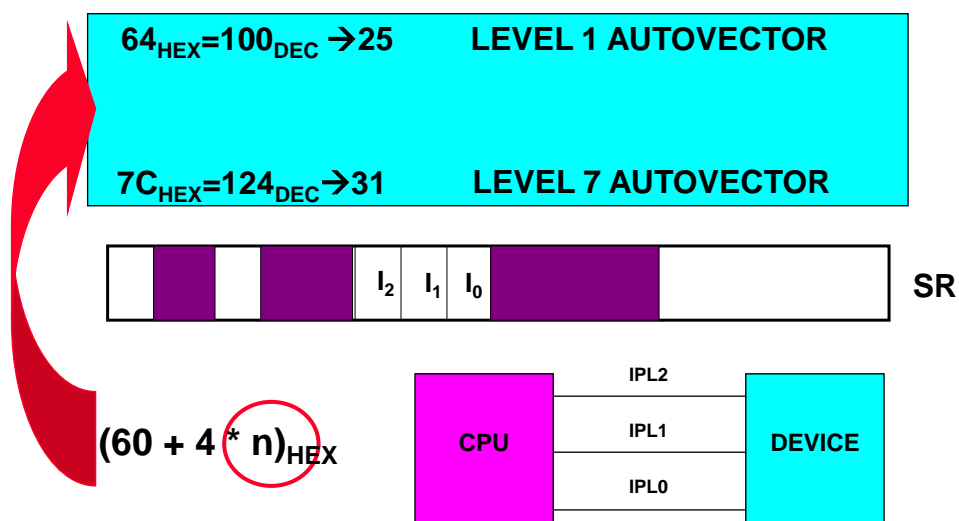 64HEX=100DEC →25 LEVEL 1 AUTOVECTOR
7CHEX=124DEC→31 LEVEL 7 AUTOVECTOR
I2 I1 I0 SR
IPL2
(60 + 4 * n)HEX CPU IPL1 DEVICE
IPL0